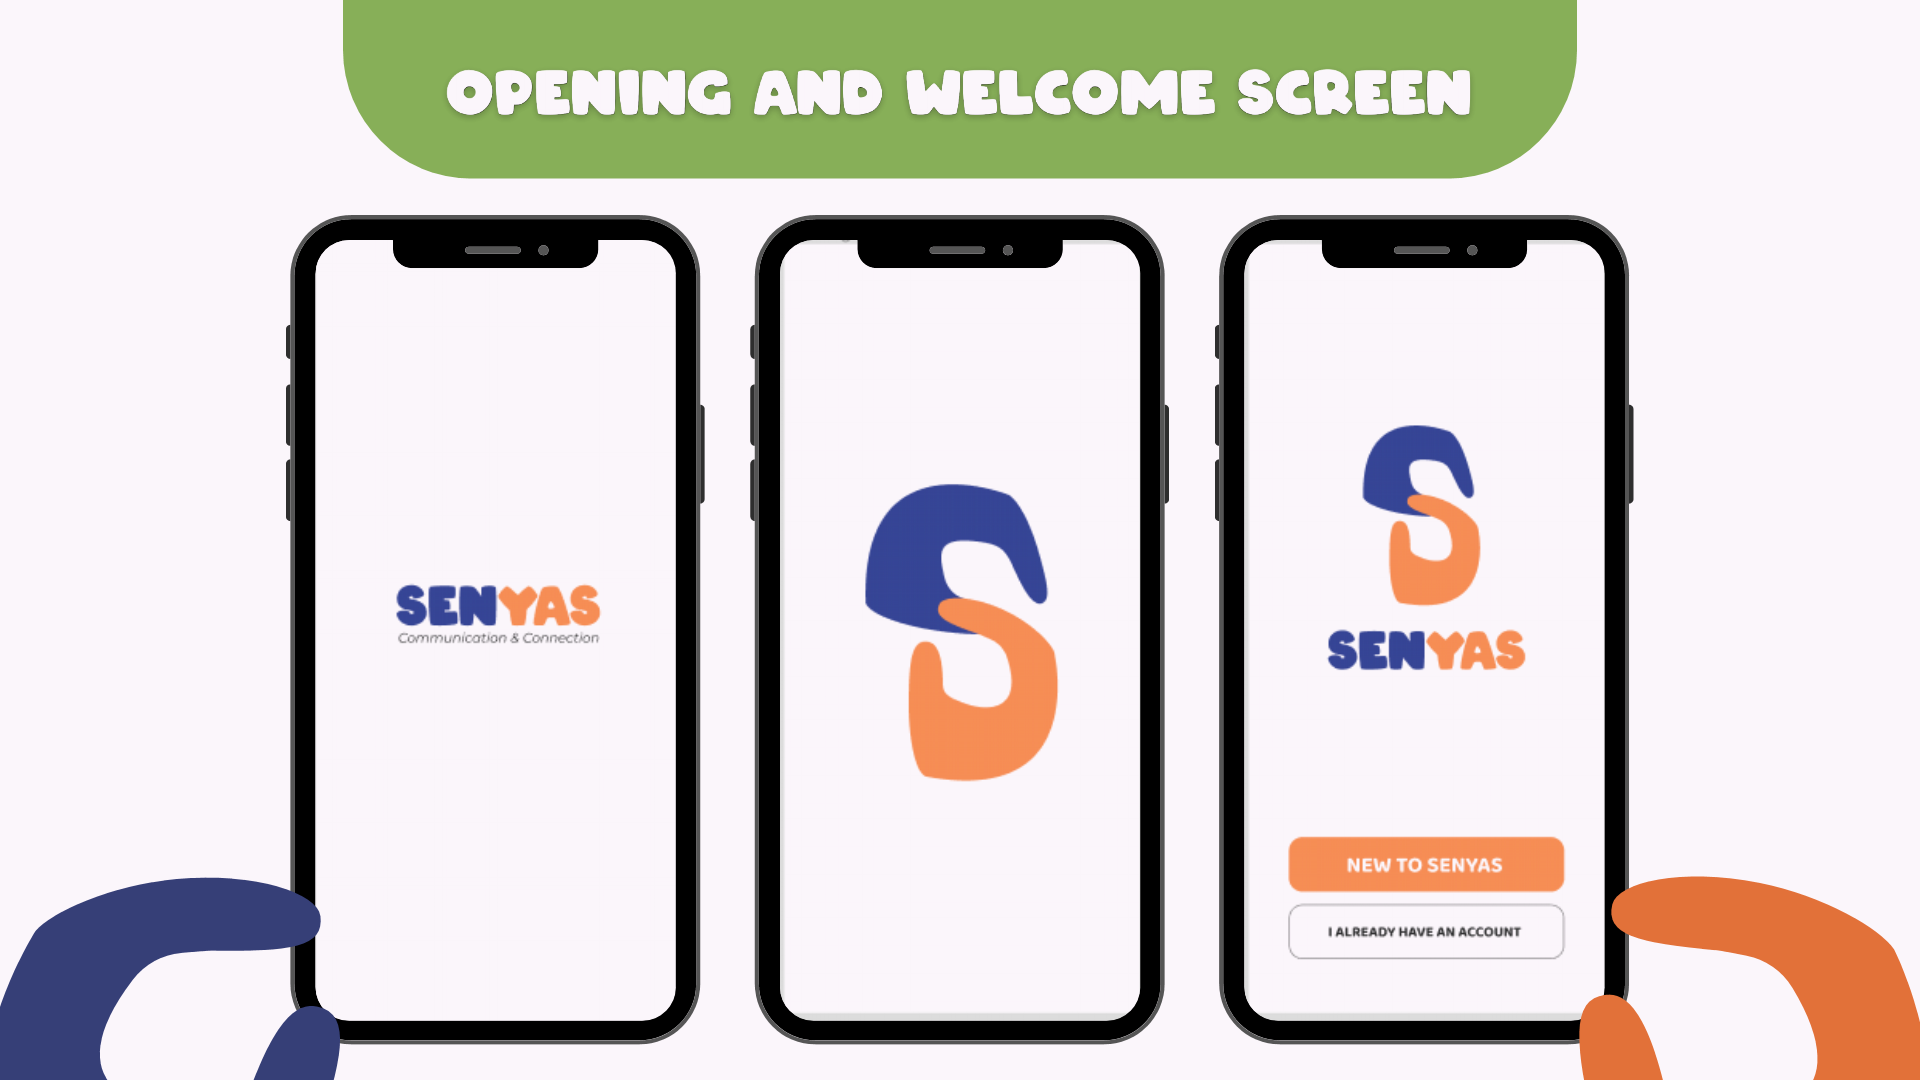 OPENING AND WELCOME SCREEN
SENYAS
Communication & Connection
SENYAS
NEW TO SENYAS
I ALREADY HAVE AN ACCOUNT